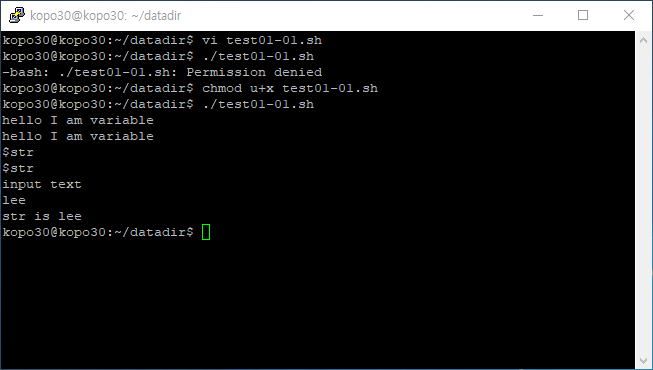 kopo30@kopo30: ~/datadir
kopo30@kopo30:~/datadir$ vi test01-01.sh
kopo30@kopo30:~/datadir$ ./test01-01.sh
-bash: ./test01-01.sh: Permission denied
kopo30@kopo30:~/datadir$ chmod u+x test01-01.sh
kopo30@kopo30:~/datadir$ ./test01-01.sh
hello I am variable
hello I am variable
$str
$str
input text
lee
str is lee
kopo30@kopo30:~/datadir$